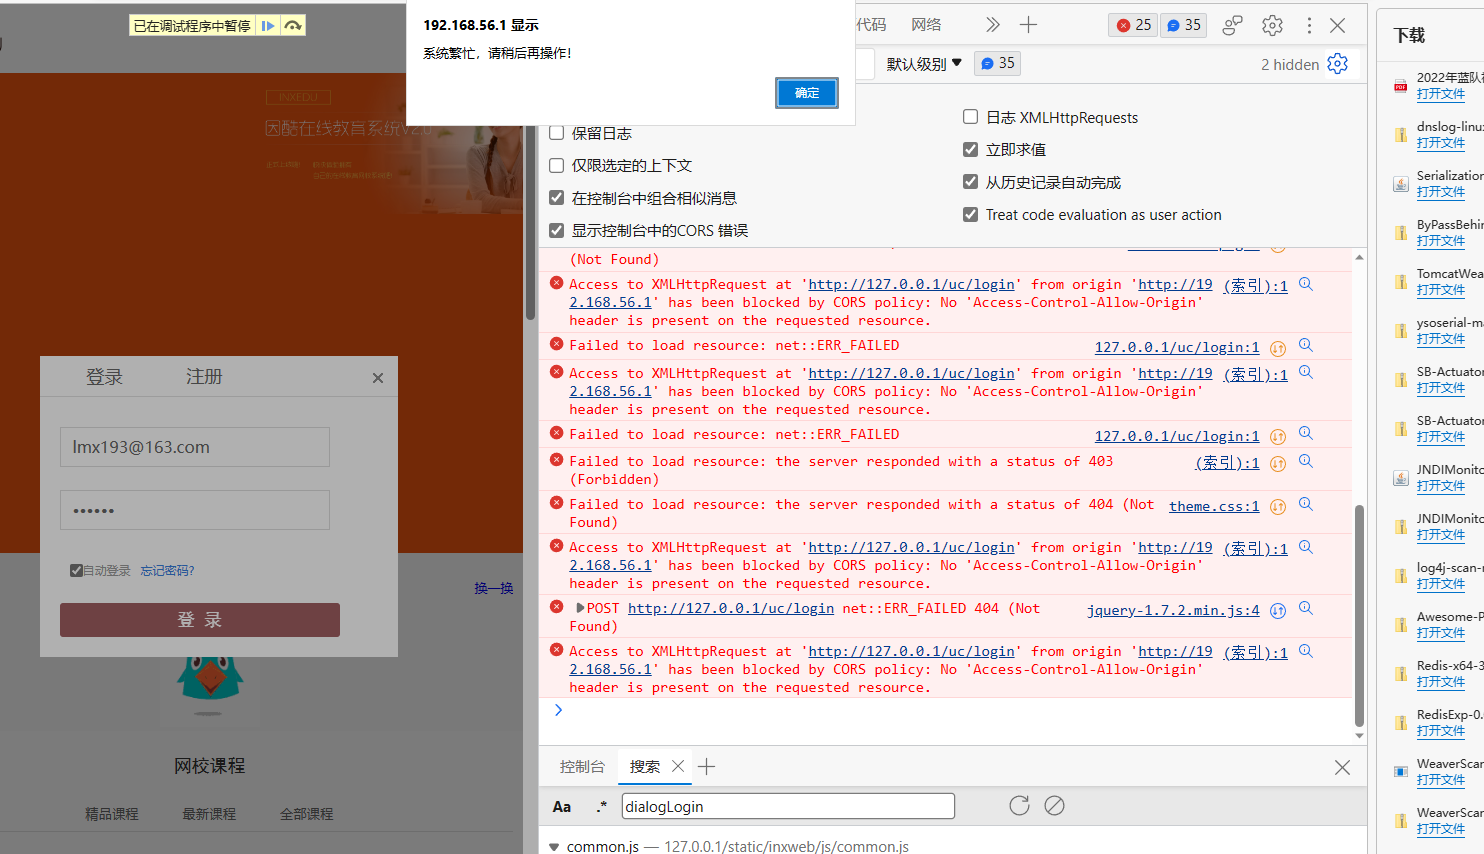 已在调试程序中暂停
192.168.56.1 显示
系统繁忙，请稍后再操作！
确定
代码
网络
25
35
默认级别
35
2 hidden
保留日志
仅限选定的上下文
在控制台中组合相似消息
显示控制台中的CORS 错误
日志 XMLHttpRequests
立即求值
从历史记录自动完成
Treat code evaluation as user action
INXEDU
因酷在线教育系统V2.0
登录
注册
×
lmx193@163.com
••••••
自动登录 忘记密码?
登 录
换一换
网校课程
精品课程
最新课程
全部课程
(Not Found)
Access to XMLHttpRequest at 'http://127.0.0.1/uc/login' from origin 'http://19 (索引):1
2.168.56.1' has been blocked by CORS policy: No 'Access-Control-Allow-Origin'
header is present on the requested resource.
Failed to load resource: net::ERR_FAILED 127.0.0.1/uc/login:1
Access to XMLHttpRequest at 'http://127.0.0.1/uc/login' from origin 'http://19 (索引):1
2.168.56.1' has been blocked by CORS policy: No 'Access-Control-Allow-Origin'
header is present on the requested resource.
Failed to load resource: net::ERR_FAILED 127.0.0.1/uc/login:1
Failed to load resource: the server responded with a status of 403 (索引):1
(Forbidden)
Failed to load resource: the server responded with a status of 404 (Not theme.css:1
Found)
Access to XMLHttpRequest at 'http://127.0.0.1/uc/login' from origin 'http://19 (索引):1
2.168.56.1' has been blocked by CORS policy: No 'Access-Control-Allow-Origin'
header is present on the requested resource.
POST http://127.0.0.1/uc/login net::ERR_FAILED 404 (Not jquery-1.7.2.min.js:4
Found)
Access to XMLHttpRequest at 'http://127.0.0.1/uc/login' from origin 'http://19 (索引):1
2.168.56.1' has been blocked by CORS policy: No 'Access-Control-Allow-Origin'
header is present on the requested resource.
控制台
搜索
Aa
.*
dialogLogin
common.js — 127.0.0.1/static/inxweb/js/common.js
下载
2022年蓝队
打开文件
dnslog-linu
打开文件
Serialization
打开文件
ByPassBehin
打开文件
TomcatWea
打开文件
ysoserial-ma
打开文件
SB-Actuator
打开文件
SB-Actuator
打开文件
JNDIMonito
打开文件
JNDIMonito
打开文件
log4j-scan-
打开文件
Awesome-P
打开文件
Redis-x64-3
打开文件
RedisExp-0.
打开文件
WeaverScan
打开文件
WeaverScan
打开文件